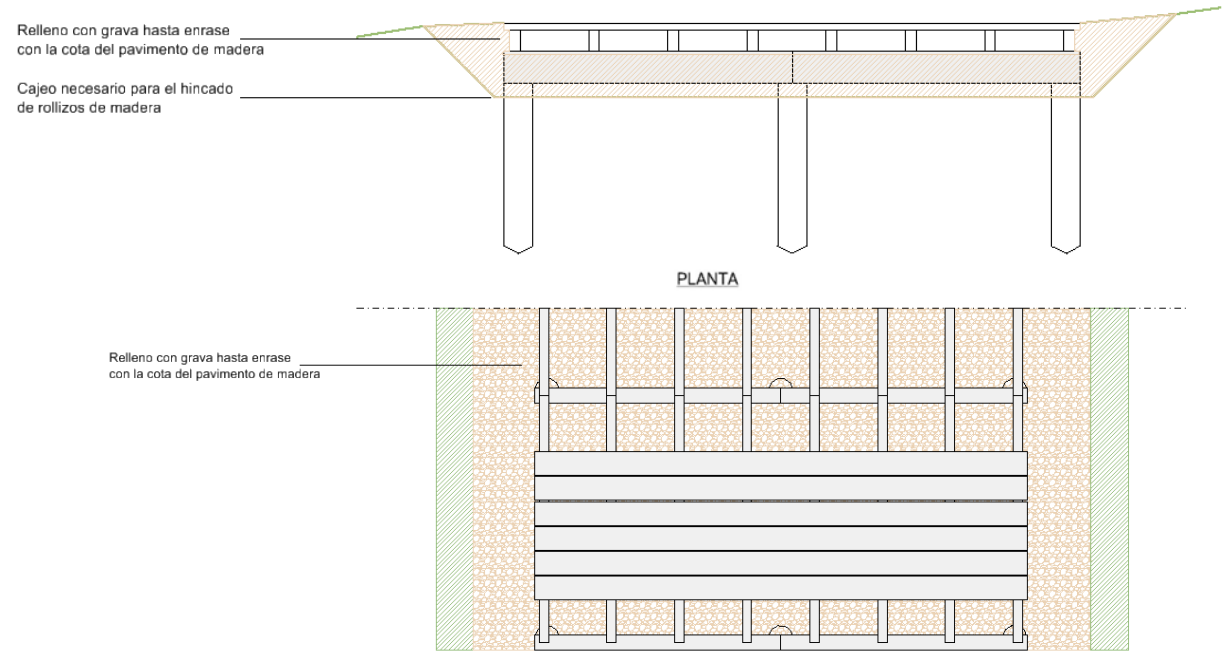 Relleno con grava hasta enrase
con la cota del pavimento de madera
Cajeo necesario para el hincado
de rollizos de madera
PLANTA
Relleno con grava hasta enrase
con la cota del pavimento de madera